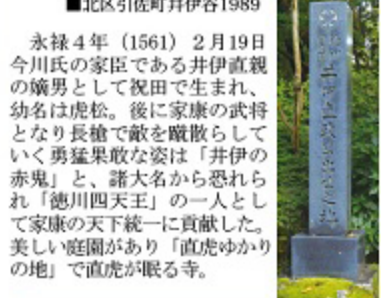 ■北区引佐町井伊谷1989
永禄4年(1561)2月19日
今川氏の家臣である井伊直親
の嫡男として祝田で生まれ、
幼名は虎松。後に家康の武将
となり長槍で敵を蹴散らして
いく勇猛果敢な姿は「井伊の
赤鬼」と、諸大名から恐れら
れ「徳川四天王」の一人とし
て家康の天下統一に貢献した。
美しい庭園があり「直虎ゆかり
の地」で直虎が眠る寺。